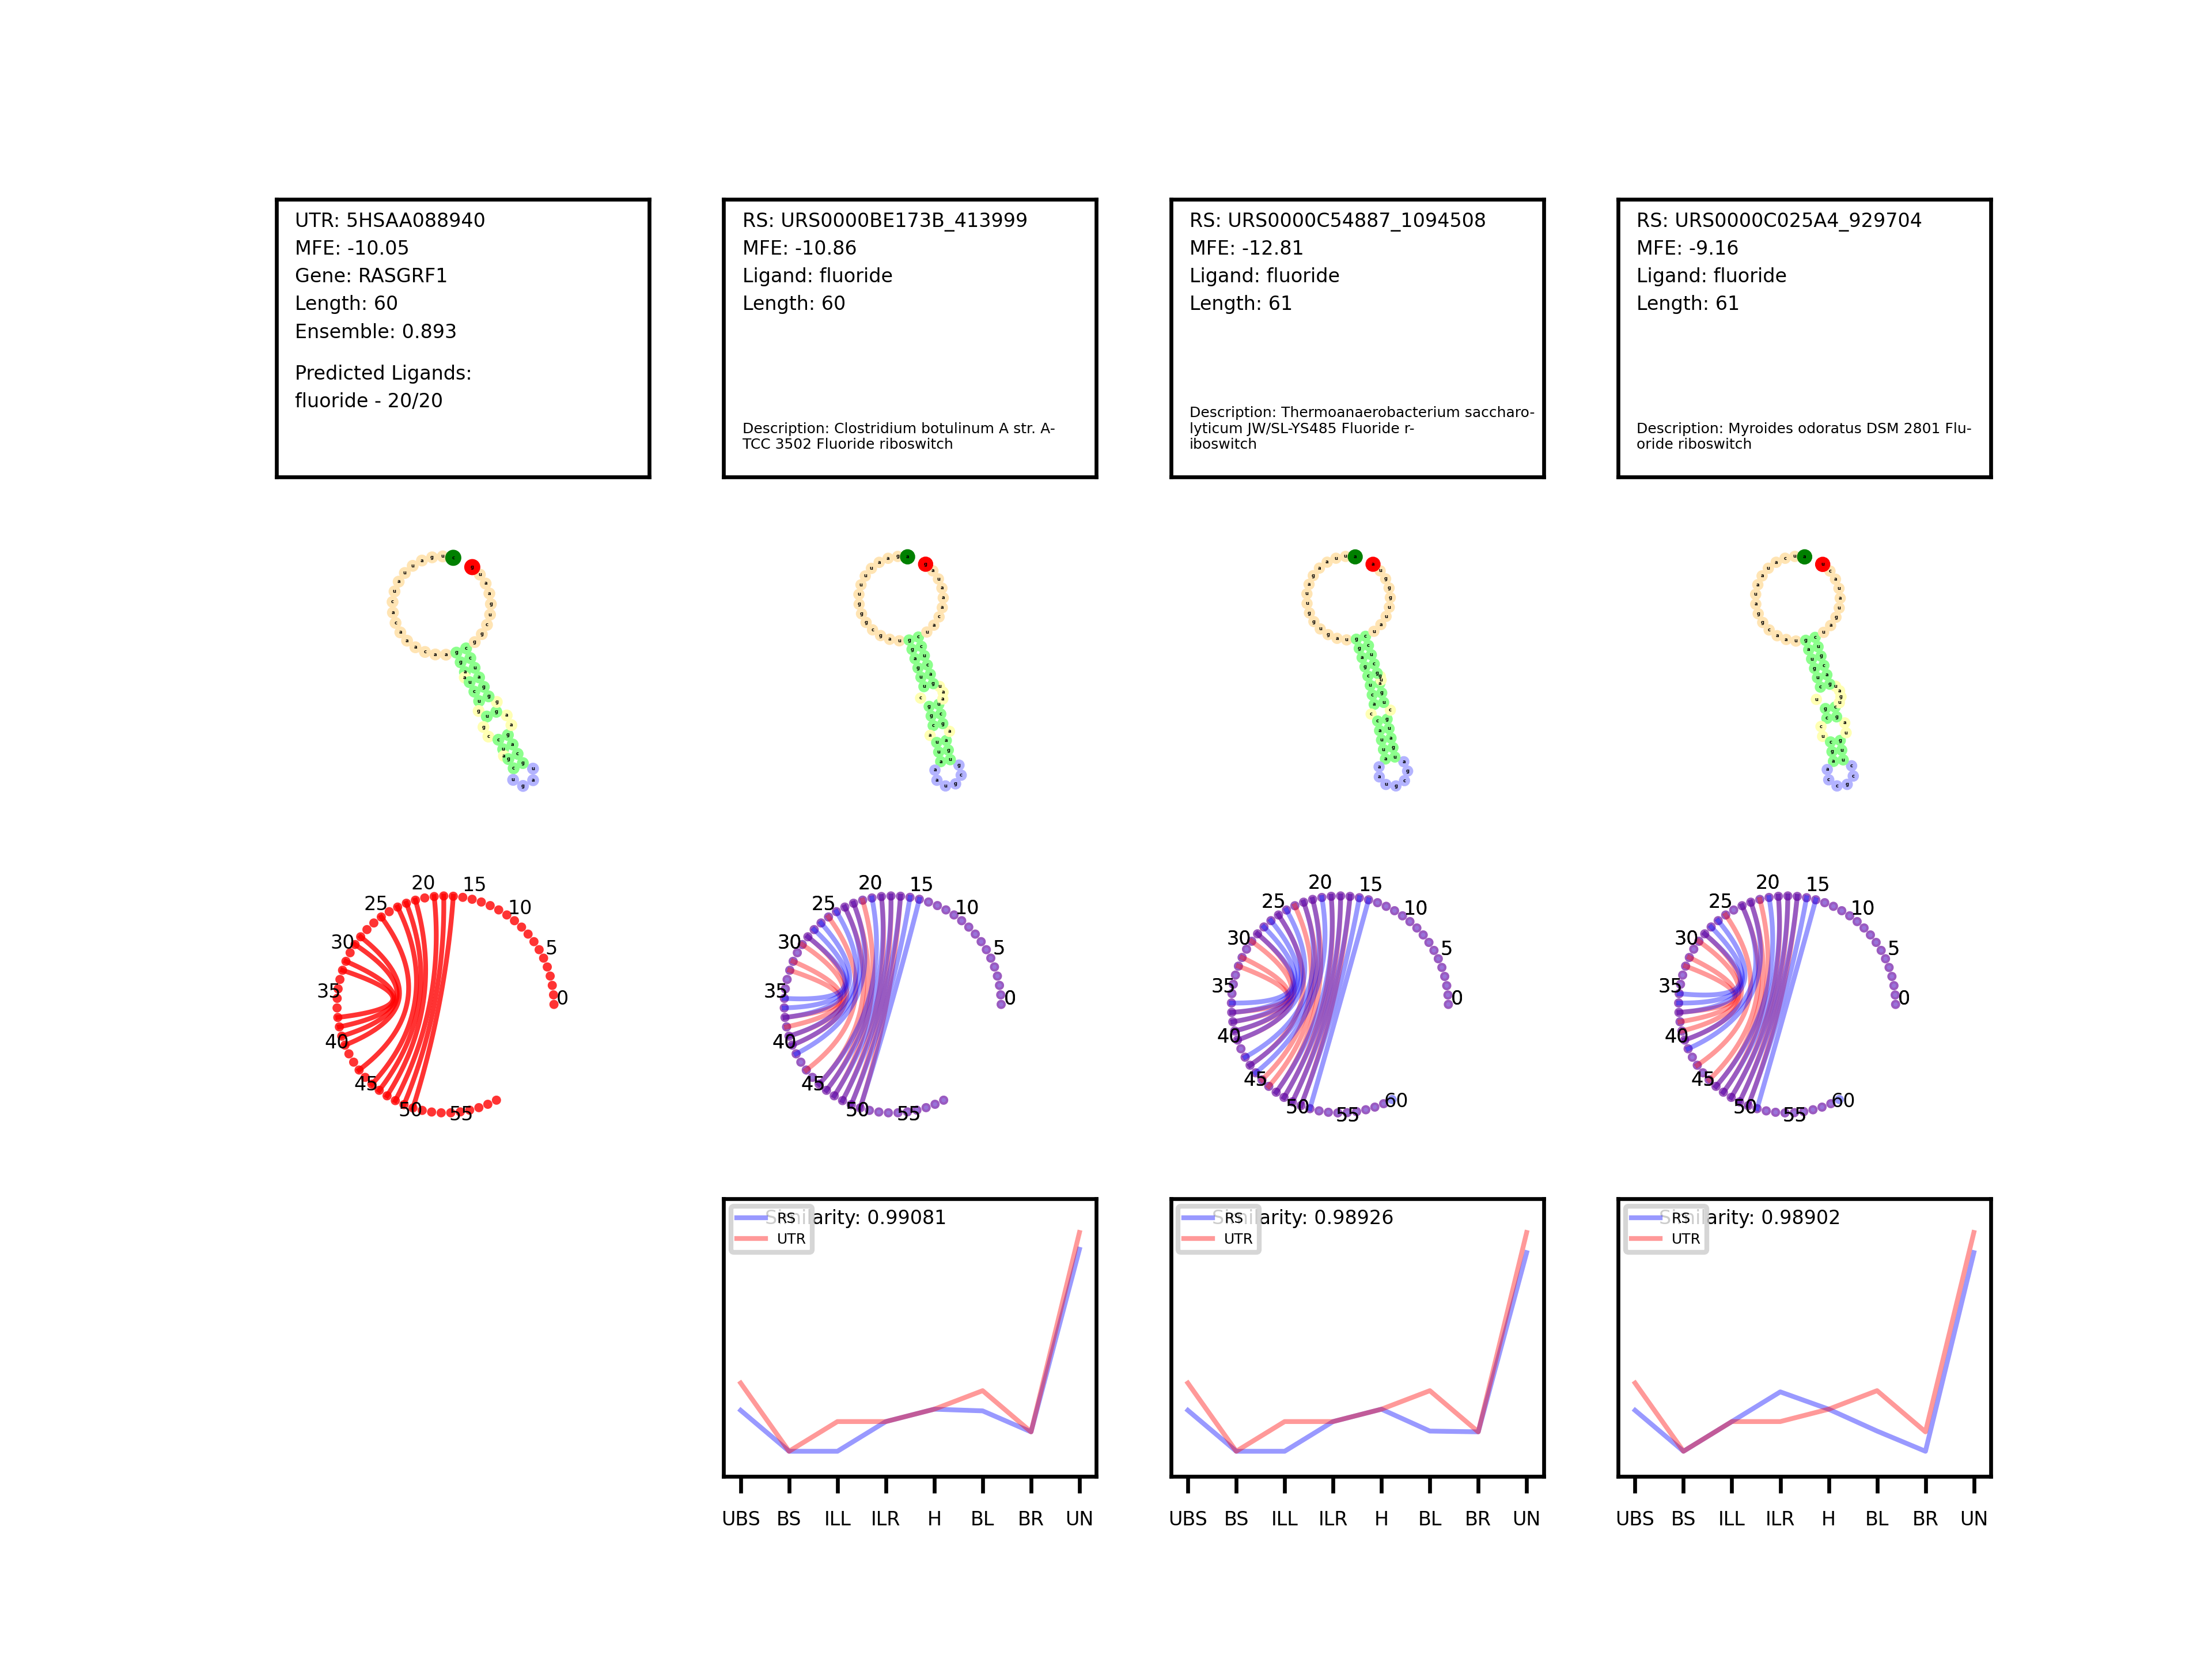 UTR: 5HSAA088940
MFE: -10.05
Gene: RASGRF1
Length: 60
Ensemble: 0.893
Predicted Ligands:
fluoride - 20/20
RS: URS0000BE173B_413999
MFE: -10.86
Ligand: fluoride
Length: 60
Description: Clostridium botulinum A str. A-
TCC 3502 Fluoride riboswitch
RS: URS0000C54887_1094508
MFE: -12.81
Ligand: fluoride
Length: 61
Description: Thermoanaerobacterium saccharo-
lyticum JW/SL-YS485 Fluoride r-
iboswitch
RS: URS0000C025A4_929704
MFE: -9.16
Ligand: fluoride
Length: 61
Description: Myroides odoratus DSM 2801 Flu-
oride riboswitch
0 5 10 15 20 25 30 35 40 45 50 55
0 5 10 15 20 25 30 35 40 45 50 55
0 5 10 15 20 25 30 35 40 45 50 55 60
0 5 10 15 20 25 30 35 40 45 50 55 60
Similarity: 0.99081
RS
UTR
UBS BS ILL ILR H BL BR UN
Similarity: 0.98926
RS
UTR
UBS BS ILL ILR H BL BR UN
Similarity: 0.98902
RS
UTR
UBS BS ILL ILR H BL BR UN